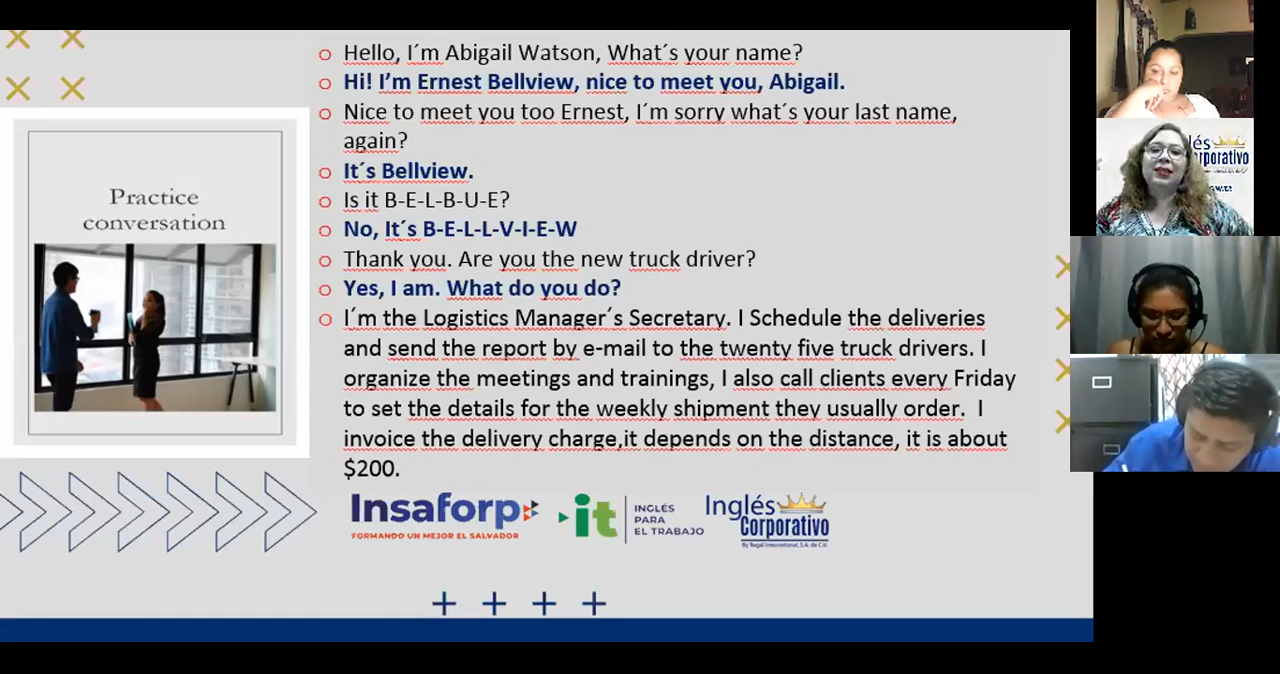 Hello, I´m Abigail Watson, What´s your name?
Hi! I’m Ernest Bellview, nice to meet you, Abigail.
Nice to meet you too Ernest, I´m sorry what´s your last name,
again?
It´s Bellview.
Is it B-E-L-B-U-E?
No, It´s B-E-L-L-V-I-E-W
Thank you. Are you the new truck driver?
Yes, I am. What do you do?
I´m the Logistics Manager´s Secretary. I Schedule the deliveries
and send the report by e-mail to the twenty five truck drivers. I
organize the meetings and trainings, I also call clients every Friday
to set the details for the weekly shipment they usually order. I
invoice the delivery charge,it depends on the distance, it is about
$200.
Practice
conversation
Insaforp
FORMANDO UN MEJOR EL SALVADOR
it
INGLÉS
PARA
EL TRABAJO
Inglés
Corporativo
By Regal International, S.A. de C.V.